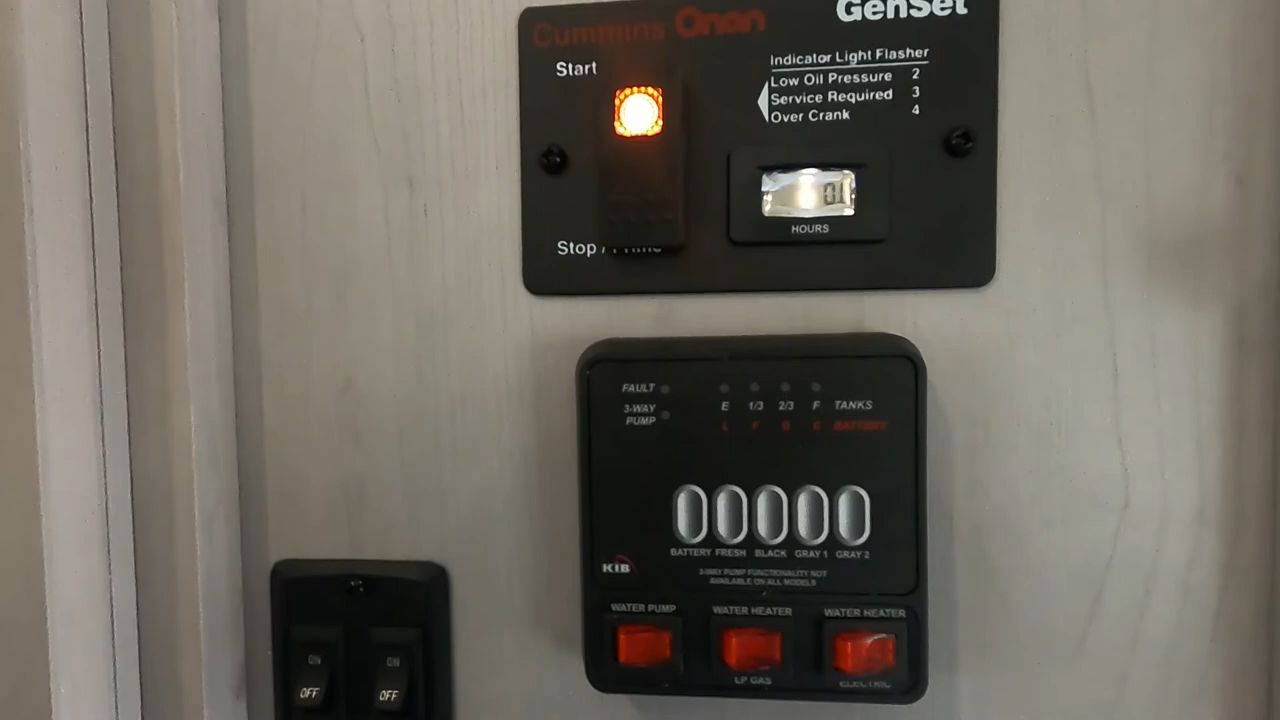 Cummins Onan
GenSet
Start
Indicator Light Flasher
Low Oil Pressure 2
Service Required 3
Over Crank 4
HOURS
Stop / Prime
FAULT
E 1/3 2/3 F TANKS
3-WAY
PUMP
L F G C BATTERY
BATTERY FRESH BLACK GRAY 1 GRAY 2
KIB
3-WAY PUMP FUNCTIONALITY NOT
AVAILABLE ON ALL MODELS
WATER PUMP WATER HEATER WATER HEATER
LP GAS ELECTRIC
ON ON
OFF OFF